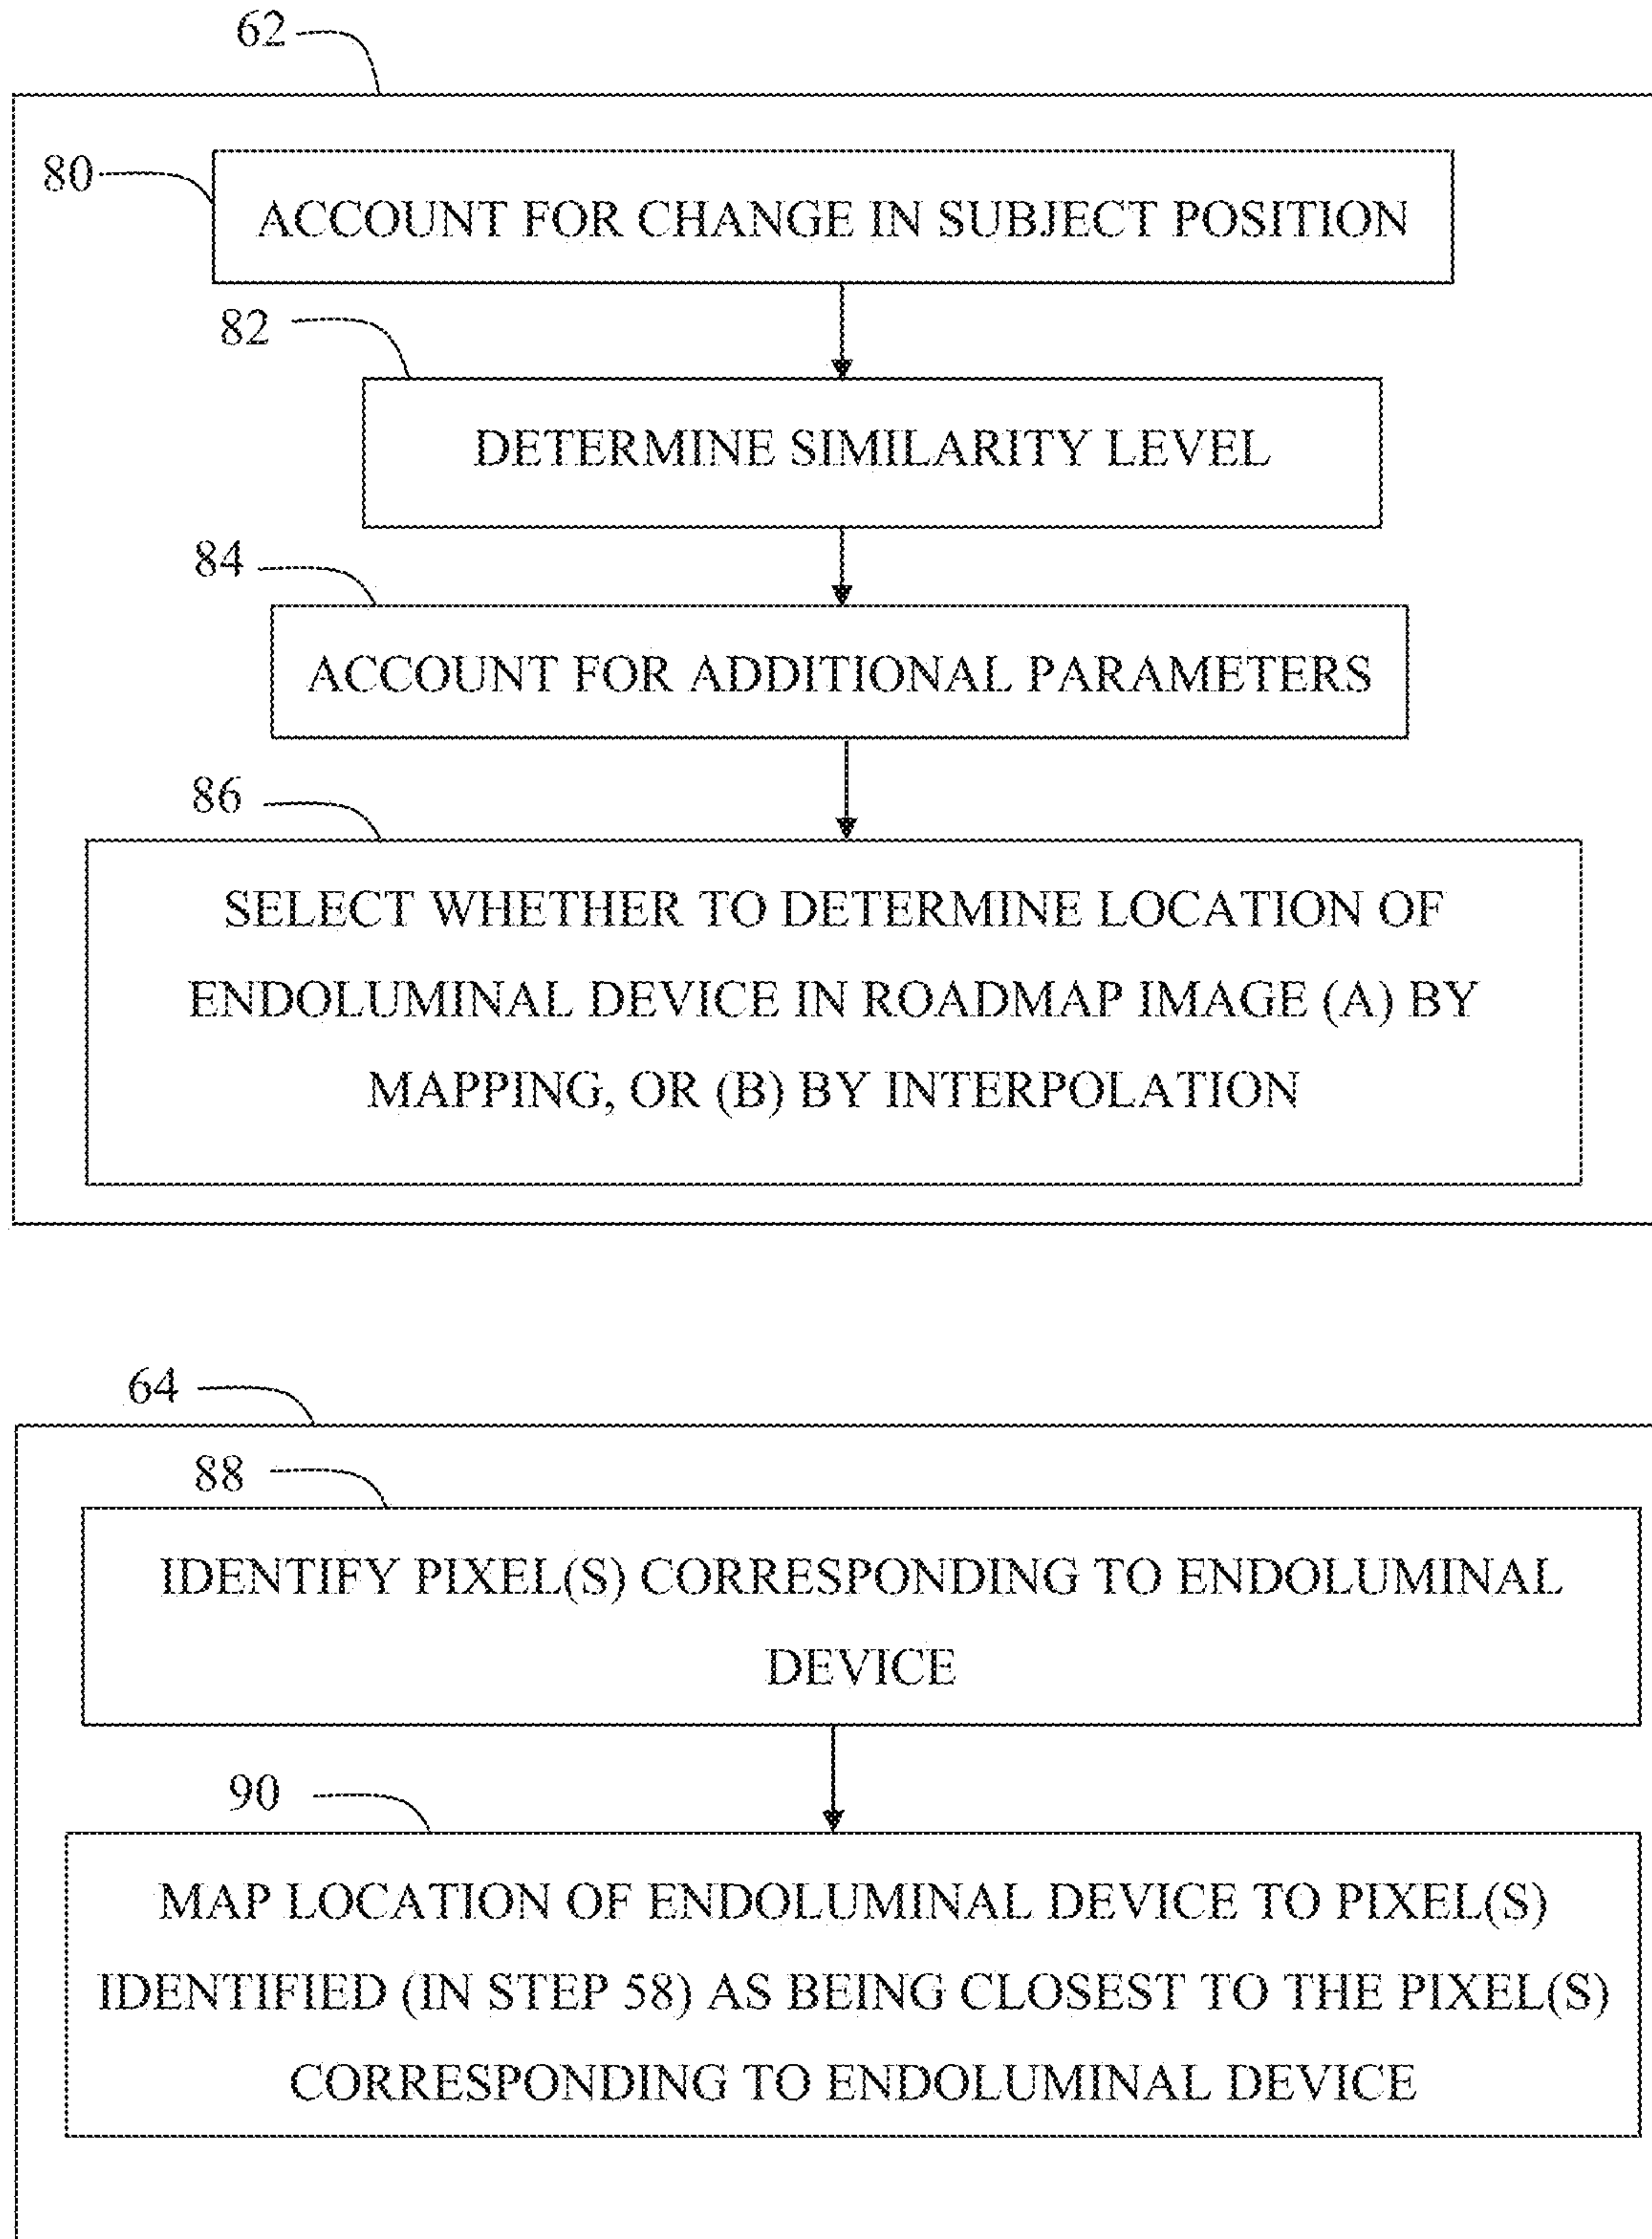 62
80
ACCOUNT FOR CHANGE IN SUBJECT POSITION
82
DETERMINE SIMILARITY LEVEL
84
ACCOUNT FOR ADDITIONAL PARAMETERS
86
SELECT WHETHER TO DETERMINE LOCATION OF
ENDOLUMINAL DEVICE IN ROADMAP IMAGE (A) BY
MAPPING, OR (B) BY INTERPOLATION
64
88
IDENTIFY PIXEL(S) CORRESPONDING TO ENDOLUMINAL
DEVICE
90
MAP LOCATION OF ENDOLUMINAL DEVICE TO PIXEL(S)
IDENTIFIED (IN STEP 58) AS BEING CLOSEST TO THE PIXEL(S)
CORRESPONDING TO ENDOLUMINAL DEVICE